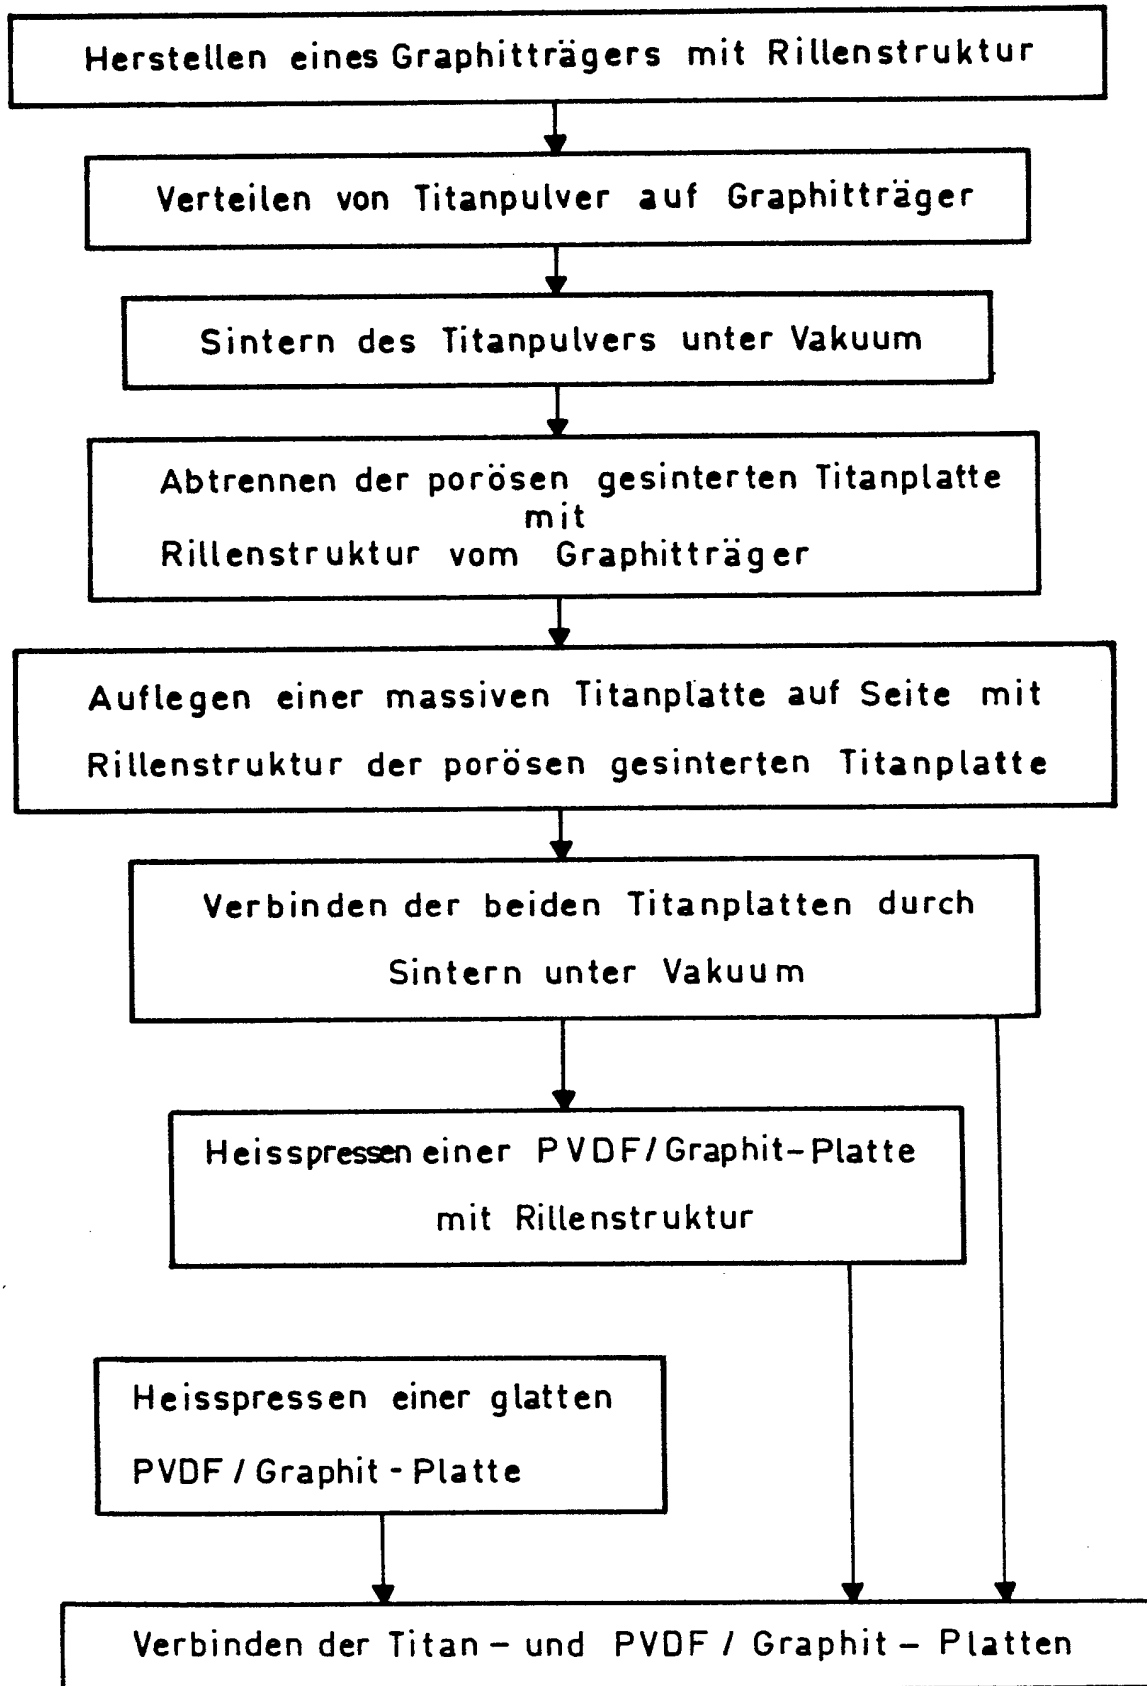 Herstellen eines Graphitträgers mit Rillenstruktur
Verteilen von Titanpulver auf Graphitträger
Sintern des Titanpulvers unter Vakuum
Abtrennen der porösen gesinterten Titanplatte
mit
Rillenstruktur vom Graphitträger
Auflegen einer massiven Titanplatte auf Seite mit
Rillenstruktur der porösen gesinterten Titanplatte
Verbinden der beiden Titanplatten durch
Sintern unter Vakuum
Heisspressen einer PVDF/Graphit-Platte
mit Rillenstruktur
Heisspressen einer glatten
PVDF / Graphit - Platte
Verbinden der Titan - und PVDF / Graphit - Platten